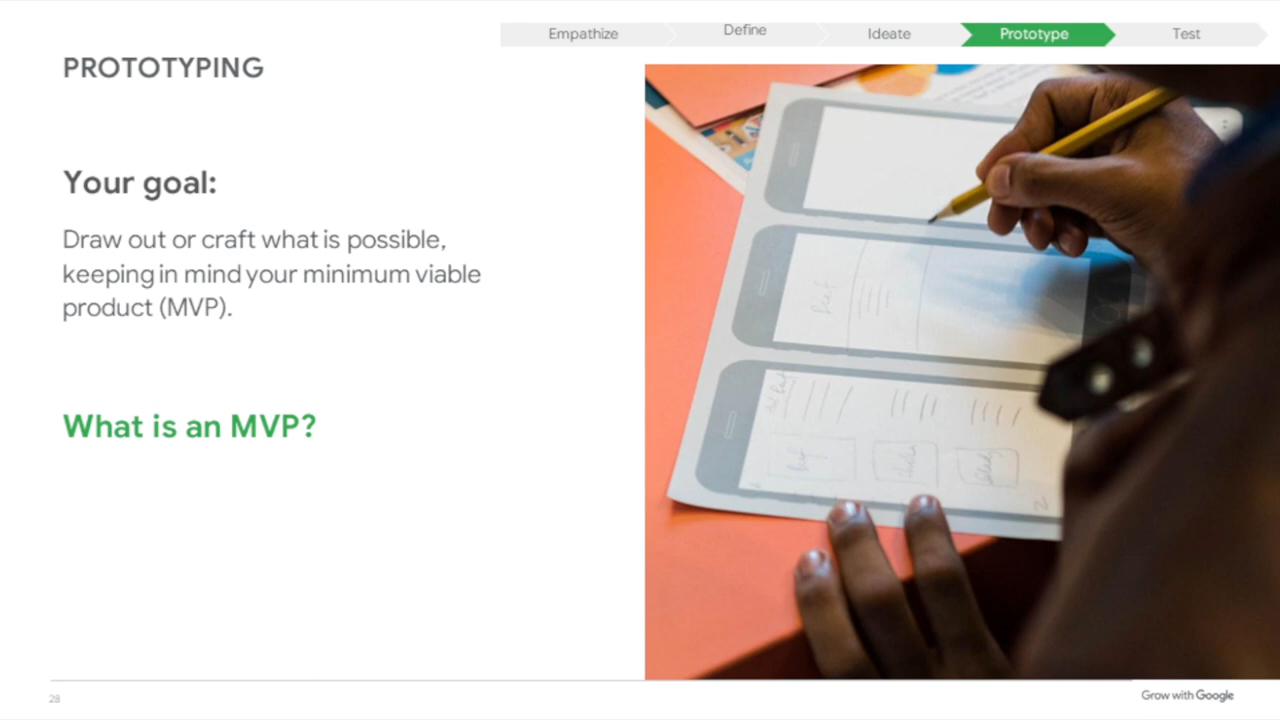 Empathize
Define
Ideate
Prototype
Test
PROTOTYPING
Your goal:
Draw out or craft what is possible,
keeping in mind your minimum viable
product (MVP).
What is an MVP?
28
Grow with Google